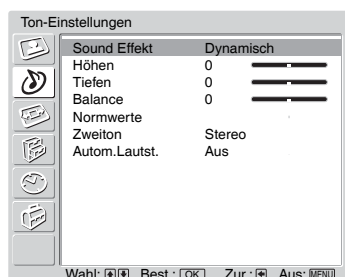 Ton-Einstellungen
Sound Effekt Dynamisch
Höhen 0
Tiefen 0
Balance 0
Normwerte
Zweiton Stereo
Autom.Lautst. Aus
Wahl: Best.: OK Zur.: Aus: MENU